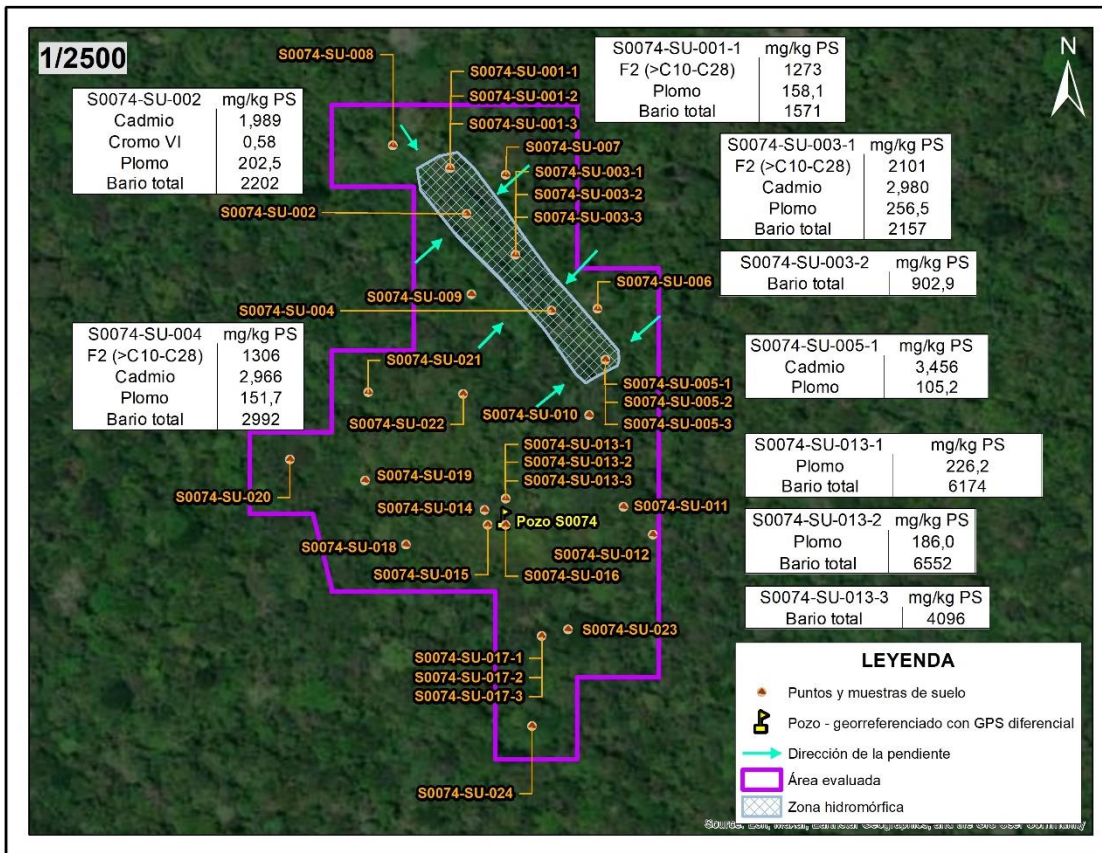 1/2500
N
S0074-SU-002 mg/kg PS
Cadmio 1,989
Cromo VI 0,58
Plomo 202,5
Bario total 2202
S0074-SU-001-1 mg/kg PS
F2 (>C10-C28) 1273
Plomo 158,1
Bario total 1571
S0074-SU-003-1 mg/kg PS
F2 (>C10-C28) 2101
Cadmio 2,980
Plomo 256,5
Bario total 2157
S0074-SU-003-2 mg/kg PS
Bario total 902,9
S0074-SU-004 mg/kg PS
F2 (>C10-C28) 1306
Cadmio 2,966
Plomo 151,7
Bario total 2992
S0074-SU-005-1 mg/kg PS
Cadmio 3,456
Plomo 105,2
S0074-SU-013-1 mg/kg PS
Plomo 226,2
Bario total 6174
S0074-SU-013-2 mg/kg PS
Plomo 186,0
Bario total 6552
S0074-SU-013-3 mg/kg PS
Bario total 4096
S0074-SU-008
S0074-SU-001-1
S0074-SU-001-2
S0074-SU-001-3
S0074-SU-007
S0074-SU-003-1
S0074-SU-003-2
S0074-SU-003-3
S0074-SU-002
S0074-SU-009
S0074-SU-006
S0074-SU-004
S0074-SU-021
S0074-SU-005-1
S0074-SU-005-2
S0074-SU-005-3
S0074-SU-010
S0074-SU-022
S0074-SU-013-1
S0074-SU-013-2
S0074-SU-013-3
S0074-SU-019
S0074-SU-020
S0074-SU-014
S0074-SU-011
Pozo S0074
S0074-SU-018
S0074-SU-012
S0074-SU-015
S0074-SU-016
S0074-SU-023
S0074-SU-017-1
S0074-SU-017-2
S0074-SU-017-3
S0074-SU-024
LEYENDA
Puntos y muestras de suelo
Pozo - georreferenciado con GPS diferencial
Dirección de la pendiente
Área evaluada
Zona hidromórfica
Source: Esri, Maxar, Earthstar Geographics, and the GIS User Community